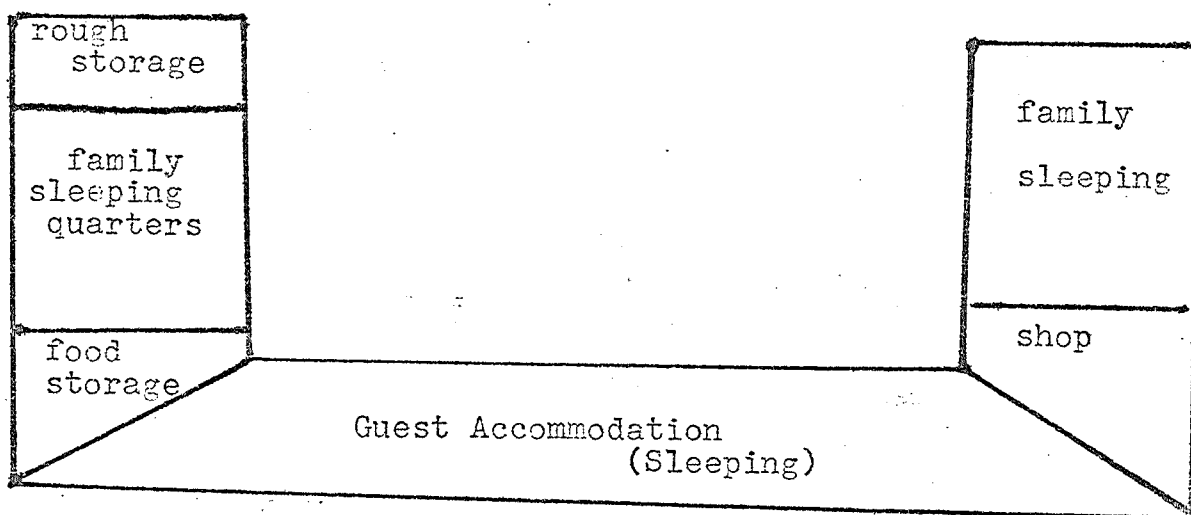 rough
storage
family
sleeping
quarters
food
storage
family
sleeping
shop
Guest Accommodation
(Sleeping)